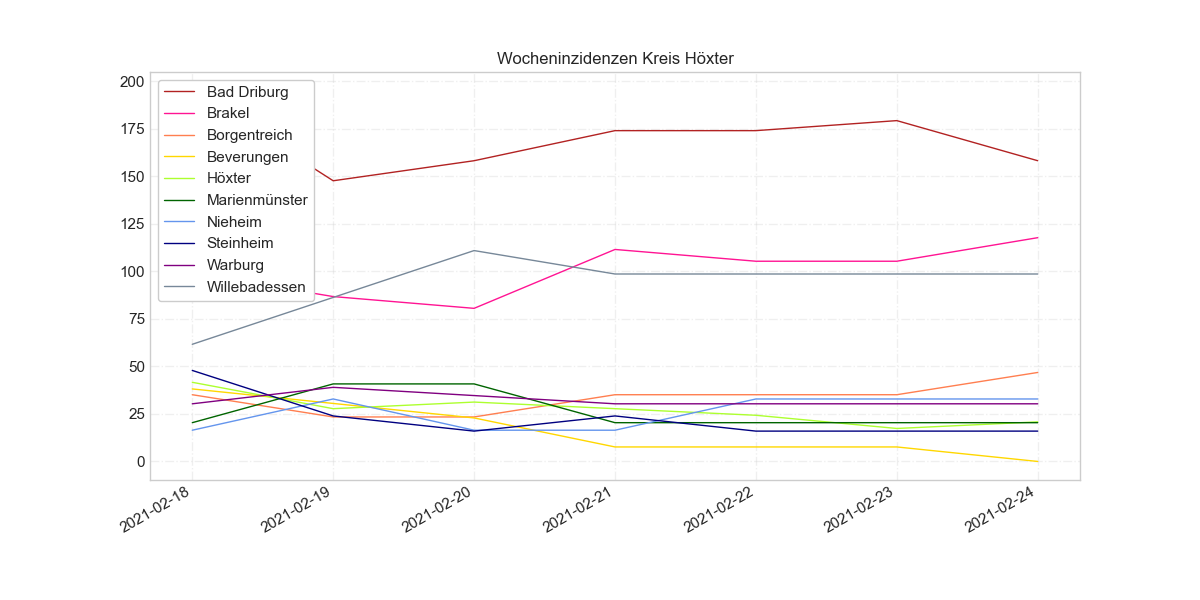 Wocheninzidenzen Kreis Höxter
200
175
150
125
100
75
50
25
0
Bad Driburg
Brakel
Borgentreich
Beverungen
Höxter
Marienmünster
Nieheim
Steinheim
Warburg
Willebadessen
2021-02-18
2021-02-19
2021-02-20
2021-02-21
2021-02-22
2021-02-23
2021-02-24